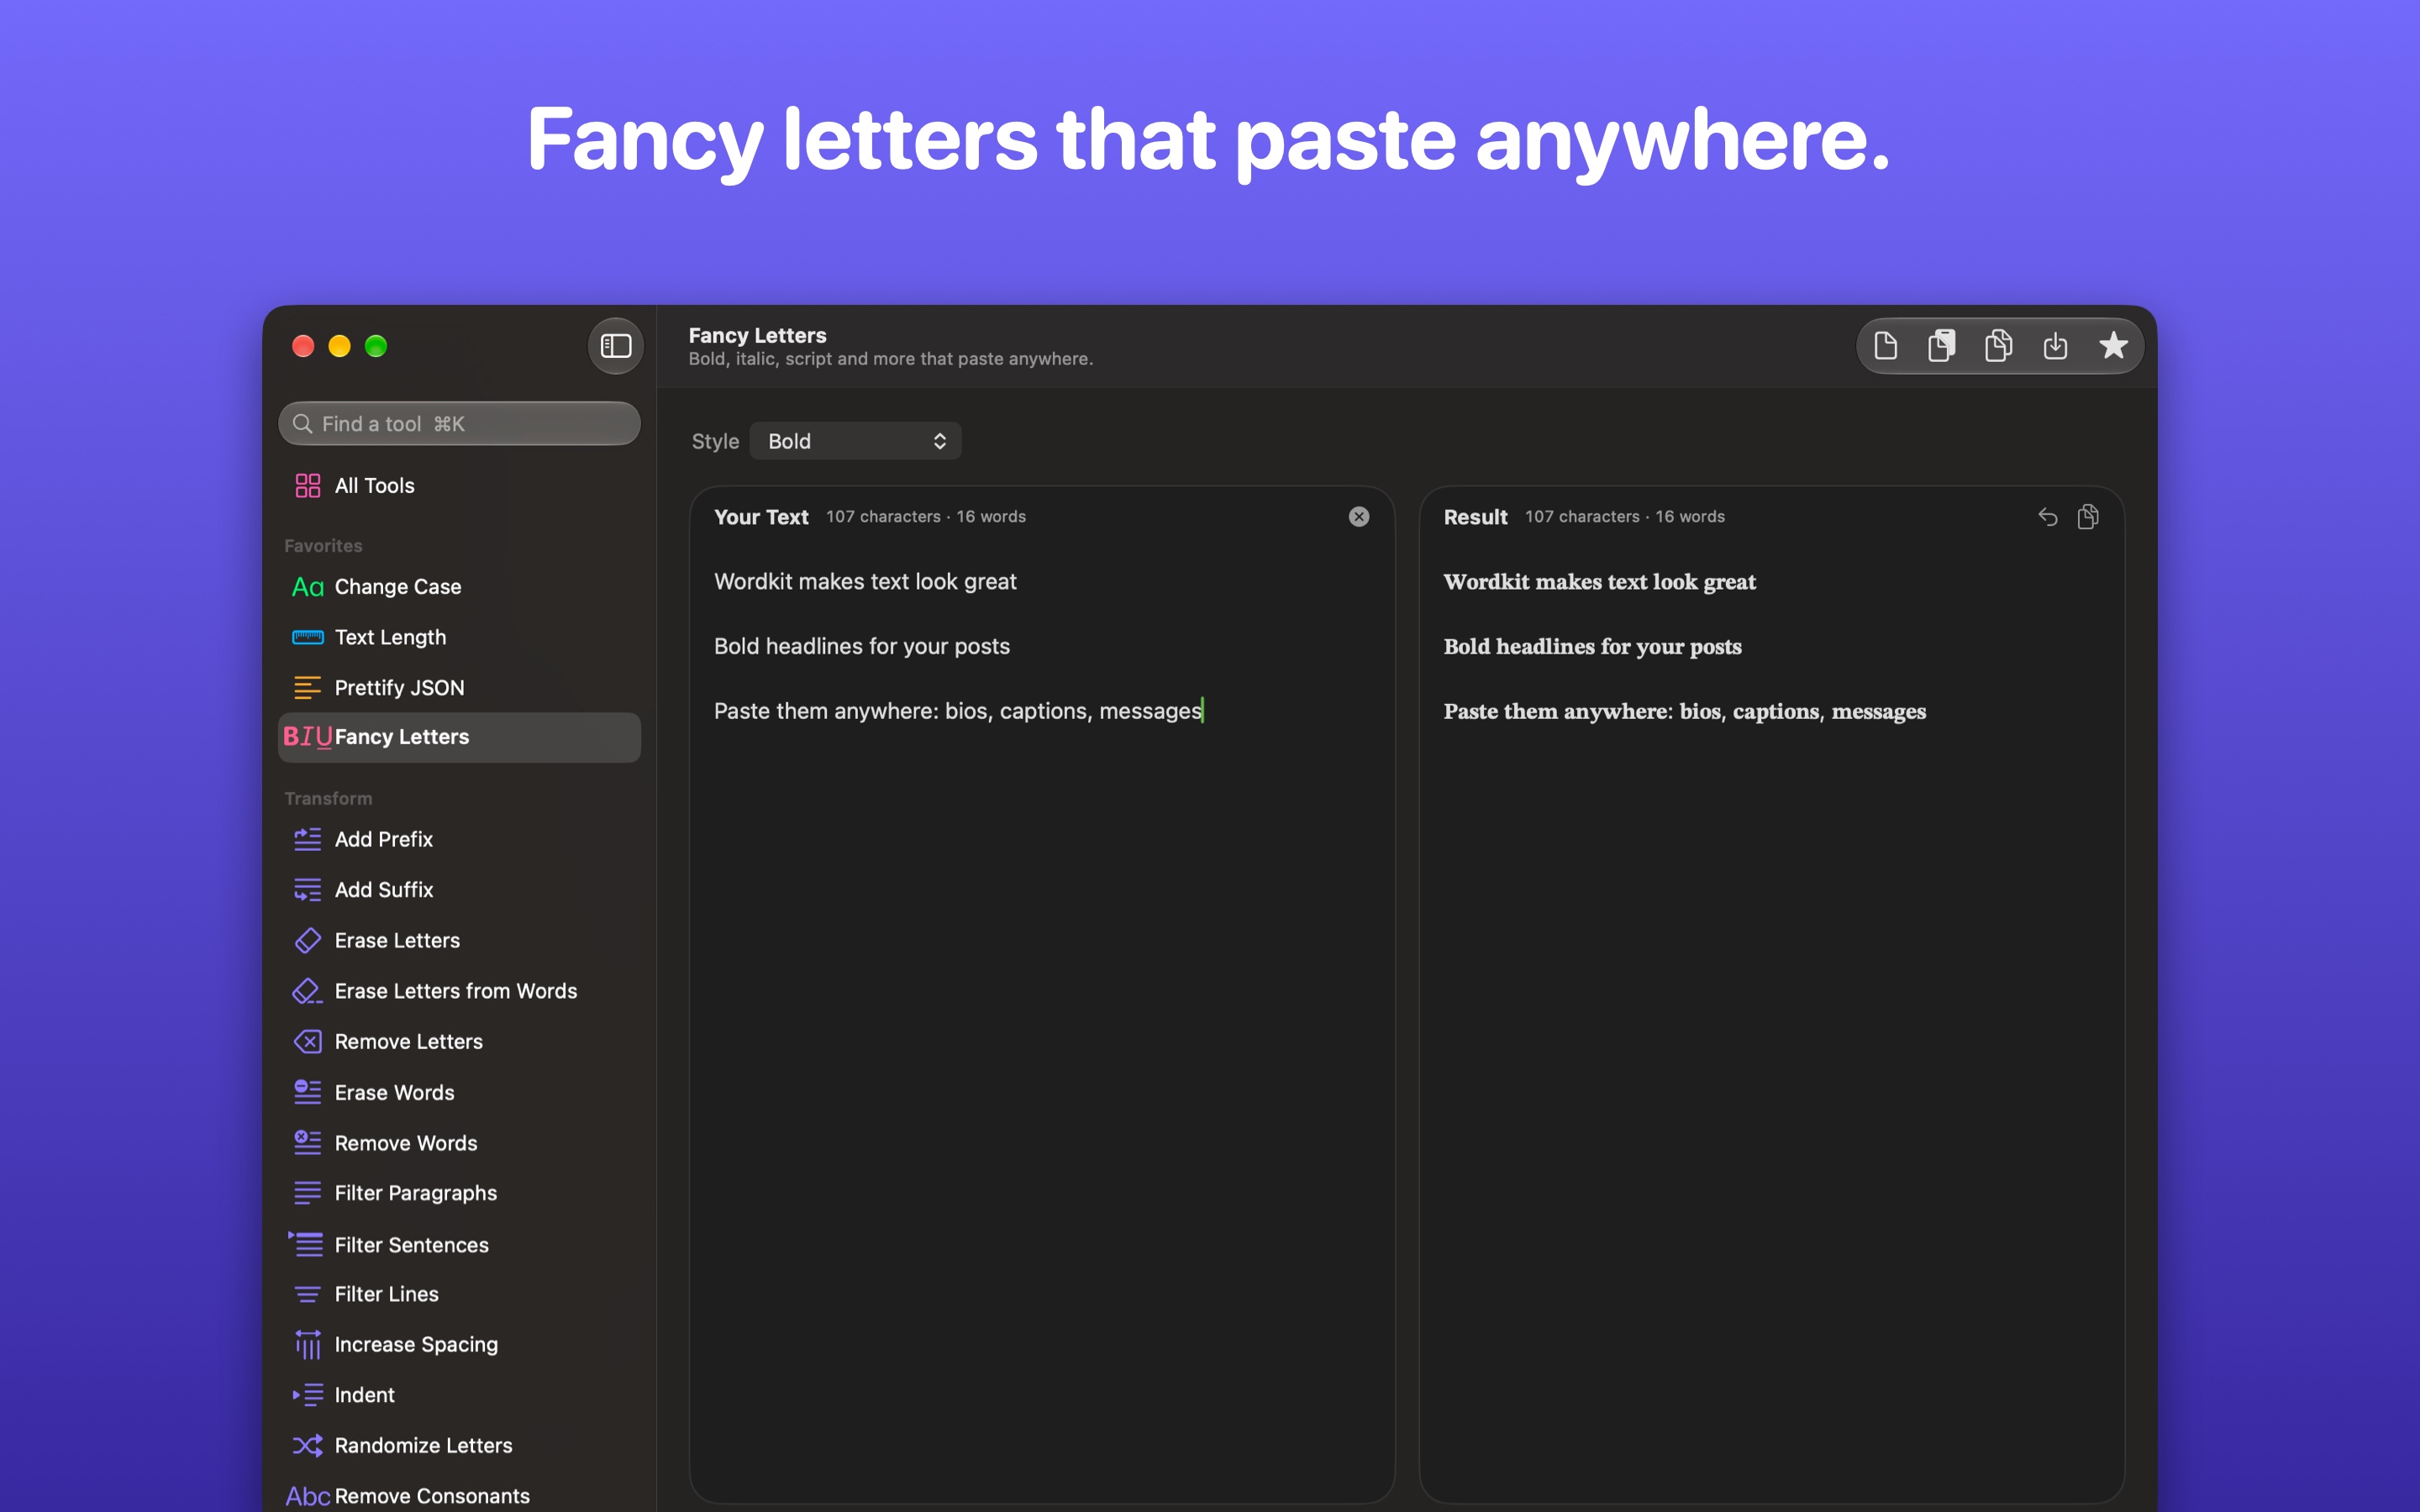 Fancy letters that paste anywhere.
Fancy Letters
Bold, italic, script and more that paste anywhere.
Find a tool ⌘K
All Tools
Favorites
Aa Change Case
Text Length
Prettify JSON
BIU Fancy Letters
Transform
Add Prefix
Add Suffix
Erase Letters
Erase Letters from Words
Remove Letters
Erase Words
Remove Words
Filter Paragraphs
Filter Sentences
Filter Lines
Increase Spacing
Indent
Randomize Letters
Abc Remove Consonants
Style Bold
Your Text 107 characters · 16 words
Wordkit makes text look great
Bold headlines for your posts
Paste them anywhere: bios, captions, messages
Result 107 characters · 16 words
𝐖𝐨𝐫𝐝𝐤𝐢𝐭 𝐦𝐚𝐤𝐞𝐬 𝐭𝐞𝐱𝐭 𝐥𝐨𝐨𝐤 𝐠𝐫𝐞𝐚𝐭
𝐁𝐨𝐥𝐝 𝐡𝐞𝐚𝐝𝐥𝐢𝐧𝐞𝐬 𝐟𝐨𝐫 𝐲𝐨𝐮𝐫 𝐩𝐨𝐬𝐭𝐬
𝐏𝐚𝐬𝐭𝐞 𝐭𝐡𝐞𝐦 𝐚𝐧𝐲𝐰𝐡𝐞𝐫𝐞: 𝐛𝐢𝐨𝐬, 𝐜𝐚𝐩𝐭𝐢𝐨𝐧𝐬, 𝐦𝐞𝐬𝐬𝐚𝐠𝐞𝐬